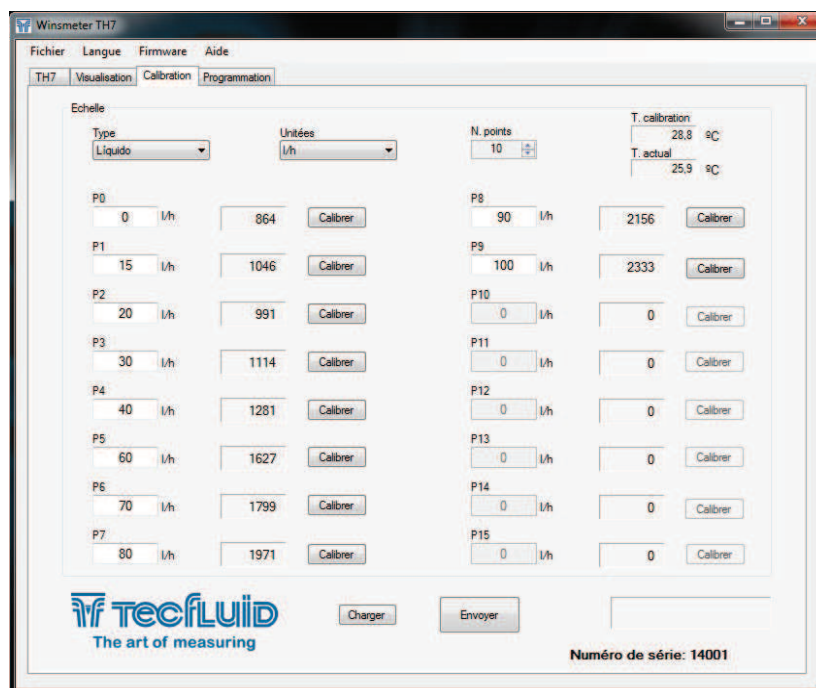 Winsmeter TH7
Fichier Langue Firmware Aide
TH7 Visualisation Calibration Programmation
Echelle
Type
Líquido
Unitées
l/h
N. points
10
T. calibration
28,8 ºC
T. actual
25,9 ºC
P0
0 l/h 864 Calibrer
P1
15 l/h 1046 Calibrer
P2
20 l/h 991 Calibrer
P3
30 l/h 1114 Calibrer
P4
40 l/h 1281 Calibrer
P5
60 l/h 1627 Calibrer
P6
70 l/h 1799 Calibrer
P7
80 l/h 1971 Calibrer
P8
90 l/h 2156 Calibrer
P9
100 l/h 2333 Calibrer
P10
0 l/h 0 Calibrer
P11
0 l/h 0 Calibrer
P12
0 l/h 0 Calibrer
P13
0 l/h 0 Calibrer
P14
0 l/h 0 Calibrer
P15
0 l/h 0 Calibrer
TECFLUID
The art of measuring
Charger
Envoyer
Numéro de série: 14001